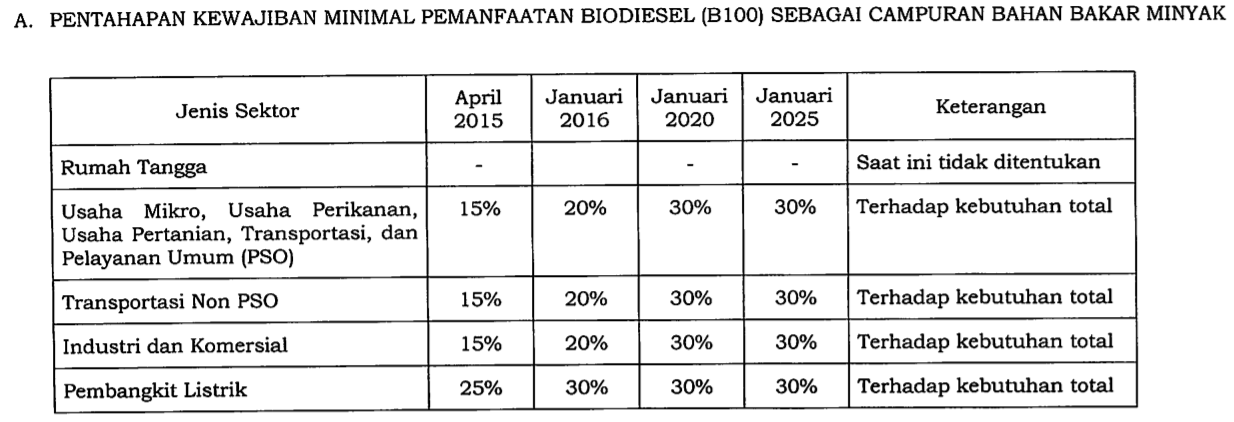 A. PENTAHAPAN KEWAJIBAN MINIMAL PEMANFAATAN BIODIESEL (B100) SEBAGAI CAMPURAN BAHAN BAKAR MINYAK
Jenis Sektor April 2015 Januari 2016 Januari 2020 Januari 2025 Keterangan
Rumah Tangga - - - Saat ini tidak ditentukan
Usaha Mikro, Usaha Perikanan, 15% 20% 30% 30% Terhadap kebutuhan total
Usaha Pertanian, Transportasi, dan
Pelayanan Umum (PSO)
Transportasi Non PSO 15% 20% 30% 30% Terhadap kebutuhan total
Industri dan Komersial 15% 20% 30% 30% Terhadap kebutuhan total
Pembangkit Listrik 25% 30% 30% 30% Terhadap kebutuhan total